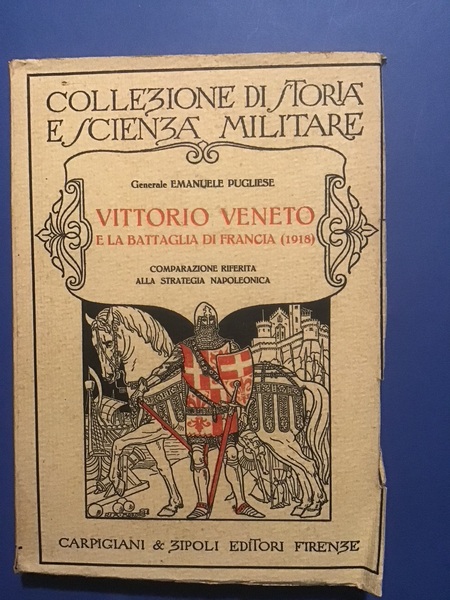 COLLEZIONE DI STORIA
E SCIENZA MILITARE
Generale EMANUELE PUGLIESE
VITTORIO VENETO
E LA BATTAGLIA DI FRANCIA (1918)
COMPARAZIONE RIFERITA
ALLA STRATEGIA NAPOLEONICA
CARPIGIANI & ZIPOLI EDITORI FIRENZE